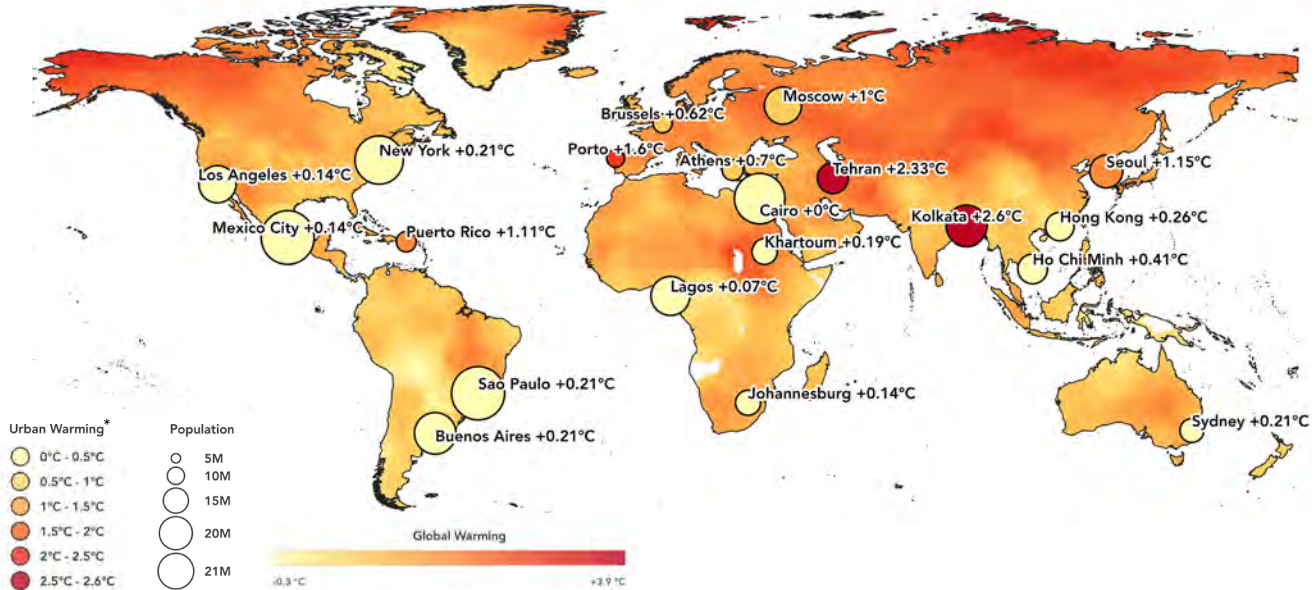 Moscow +1°C
Brussels +0.62°C
New York +0.21°C
Porto +1.6°C
Athens +0.7°C
Tehran +2.33°C
Seoul +1.15°C
Los Angeles +0.14°C
Cairo +0°C
Kolkata +2.6°C
Hong Kong +0.26°C
Mexico City +0.14°C
Puerto Rico +1.11°C
Khartoum +0.19°C
Ho Chi Minh +0.41°C
Lagos +0.07°C
Sao Paulo +0.21°C
Johannesburg +0.14°C
Buenos Aires +0.21°C
Sydney +0.21°C
Urban Warming*
0°C - 0.5°C
0.5°C - 1°C
1°C - 1.5°C
1.5°C - 2°C
2°C - 2.5°C
2.5°C - 2.6°C
Population
5M
10M
15M
20M
21M
Global Warming
-0.3 °C
+3.9 °C